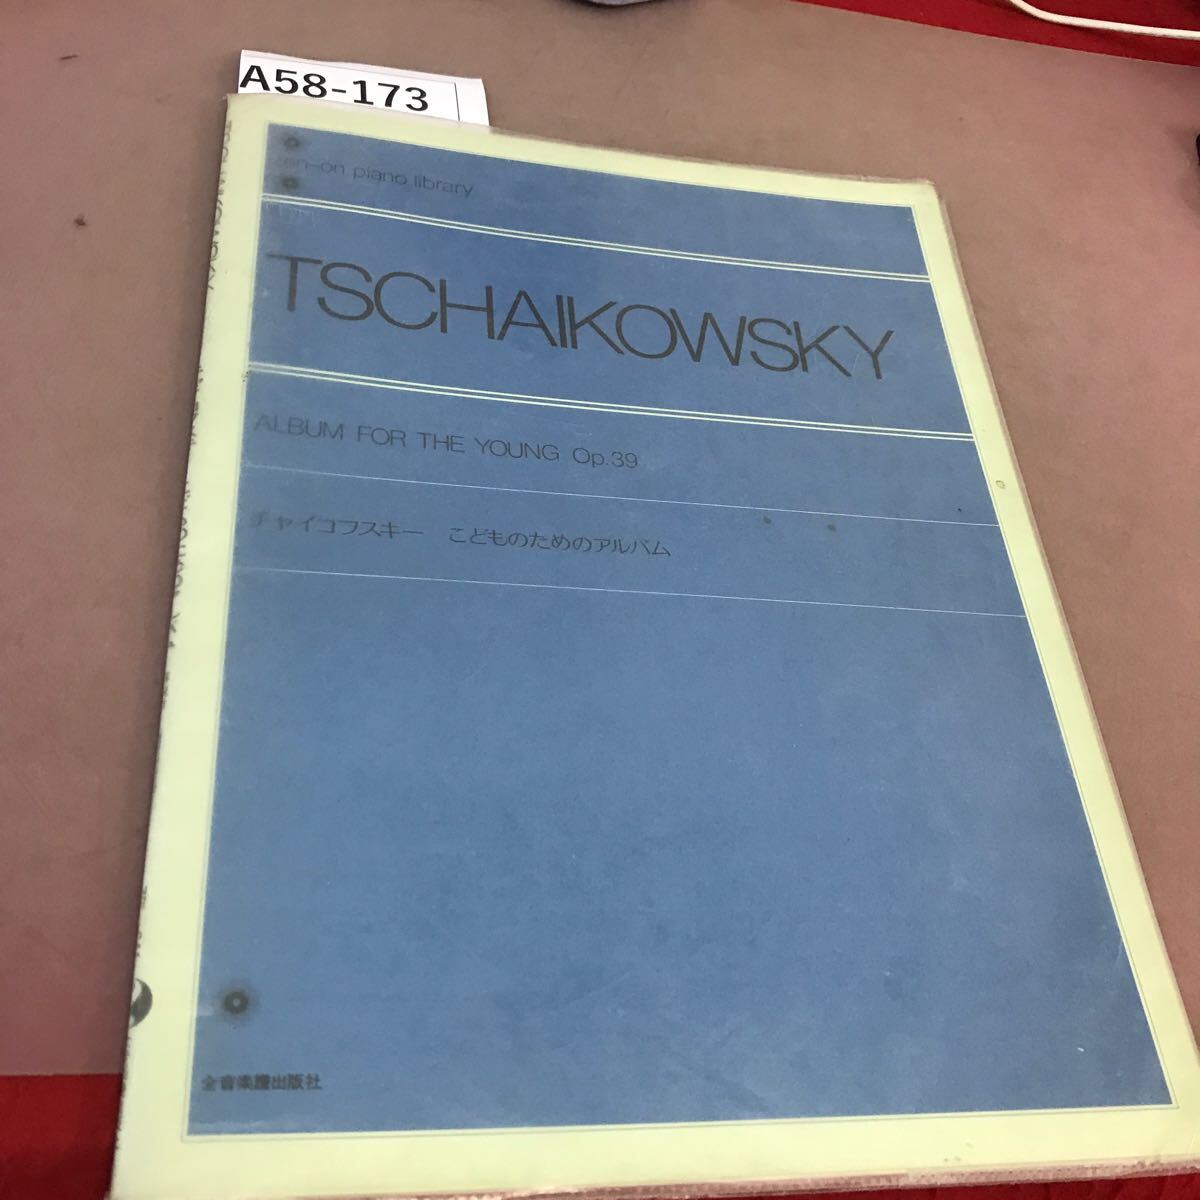 A58-173
zen-on piano library
TSCHAIKOWSKY
ALBUM FOR THE YOUNG Op.39
チャイコフスキー　こどものためのアルバム
全音楽譜出版社